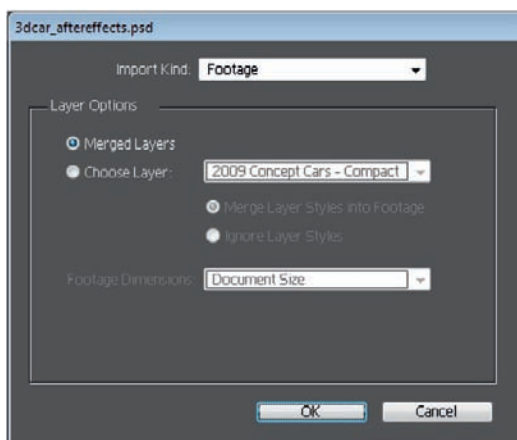 3dcar_aftereffects.psd
Import Kind: Footage
Layer Options
Merged Layers
Choose Layer: 2009 Concept Cars - Compact
Merge Layer Styles into Footage
Ignore Layer Styles
Footage Dimensions: Document Size
OK Cancel